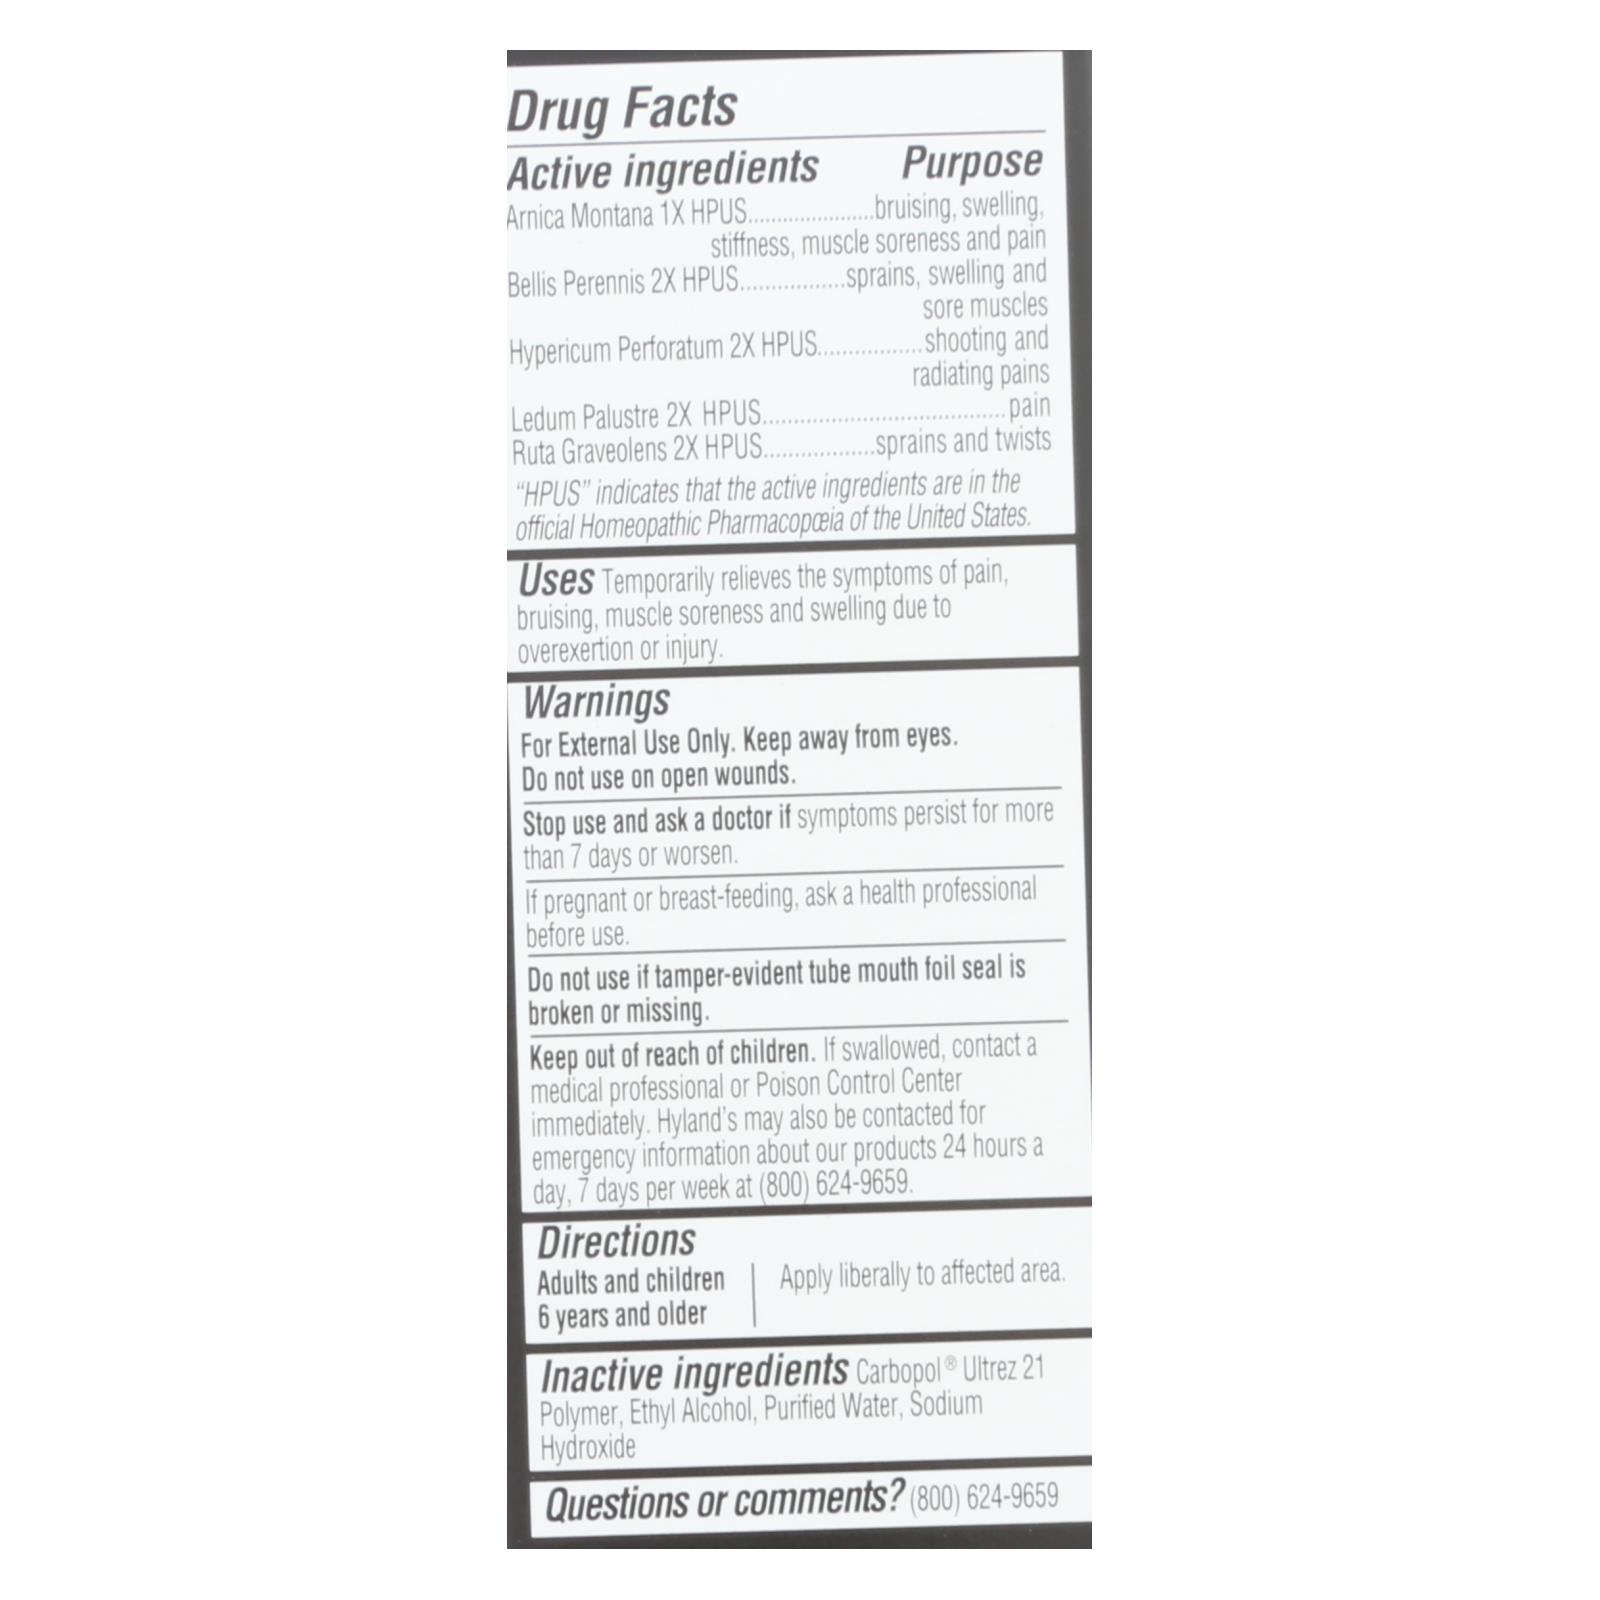 Drug Facts
Active ingredients Purpose
Arnica Montana 1X HPUS.....................bruising, swelling,
stiffness, muscle soreness and pain
Bellis Perennis 2X HPUS.................sprains, swelling and
sore muscles
Hypericum Perforatum 2X HPUS.................shooting and
radiating pains
Ledum Palustre 2X HPUS.......................................pain
Ruta Graveolens 2X HPUS..................sprains and twists
“HPUS” indicates that the active ingredients are in the
official Homeopathic Pharmacopœia of the United States.
Uses Temporarily relieves the symptoms of pain,
bruising, muscle soreness and swelling due to
overexertion or injury.
Warnings
For External Use Only. Keep away from eyes.
Do not use on open wounds.
Stop use and ask a doctor if symptoms persist for more
than 7 days or worsen.
If pregnant or breast-feeding, ask a health professional
before use.
Do not use if tamper-evident tube mouth foil seal is
broken or missing.
Keep out of reach of children. If swallowed, contact a
medical professional or Poison Control Center
immediately. Hyland’s may also be contacted for
emergency information about our products 24 hours a
day, 7 days per week at (800) 624-9659.
Directions
Adults and children Apply liberally to affected area.
6 years and older
Inactive ingredients Carbopol® Ultrez 21
Polymer, Ethyl Alcohol, Purified Water, Sodium
Hydroxide
Questions or comments? (800) 624-9659